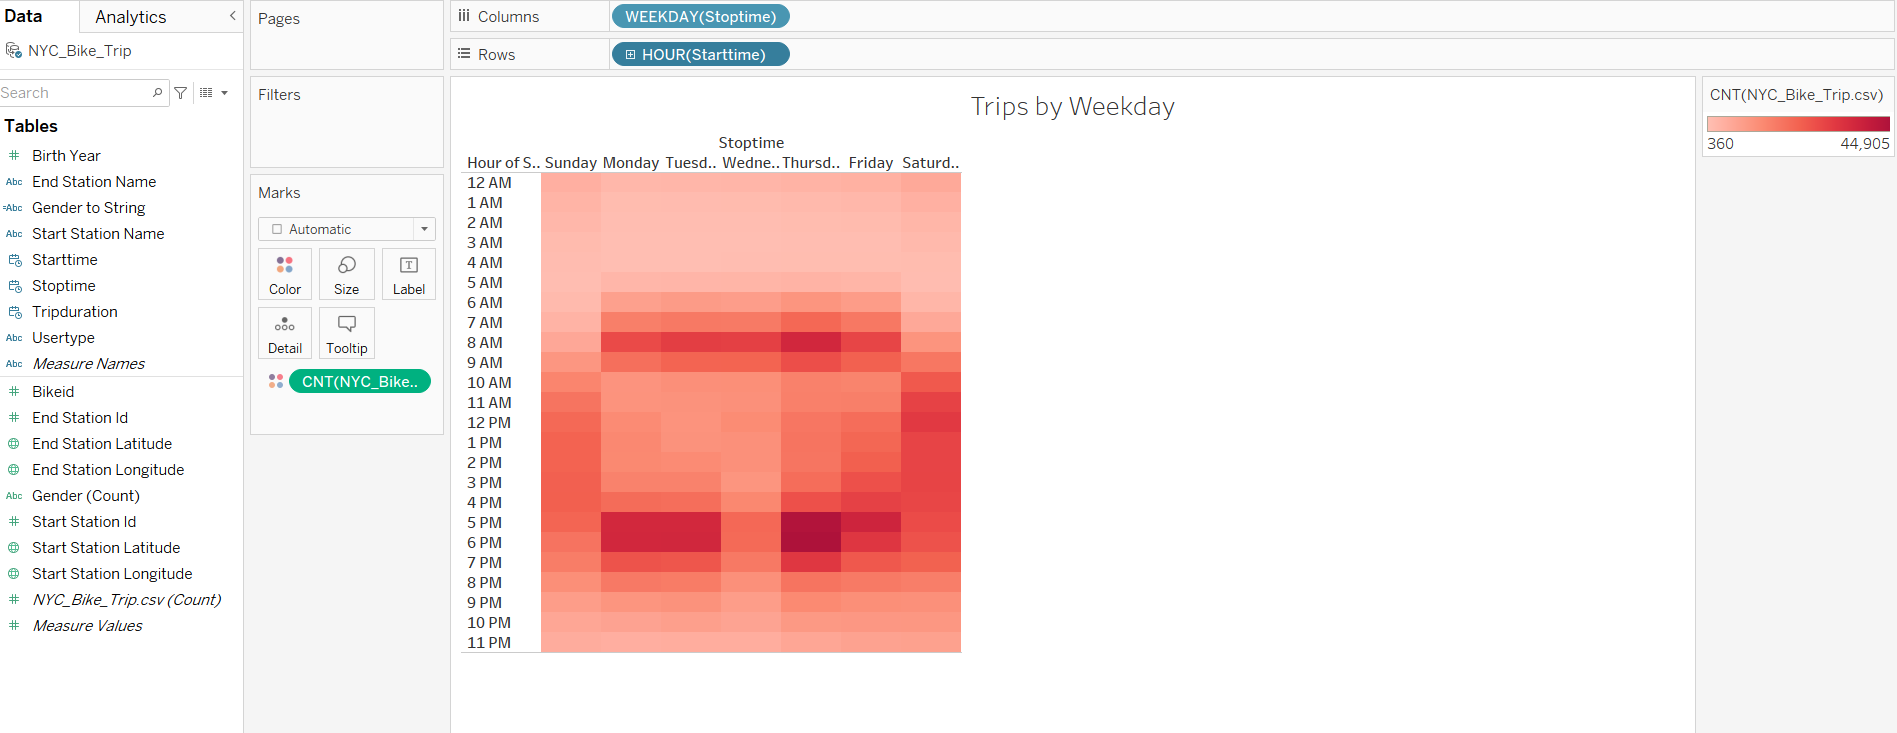 Data
Analytics
NYC_Bike_Trip
Search
Tables
# Birth Year
Abc End Station Name
=Abc Gender to String
Abc Start Station Name
Starttime
Stoptime
Tripduration
Abc Usertype
Abc Measure Names
# Bikeid
# End Station Id
End Station Latitude
End Station Longitude
Abc Gender (Count)
# Start Station Id
Start Station Latitude
Start Station Longitude
# NYC_Bike_Trip.csv (Count)
# Measure Values
Pages
Filters
Marks
Automatic
Color Size Label
Detail Tooltip
CNT(NYC_Bike..
Columns WEEKDAY(Stoptime)
Rows HOUR(Starttime)
Trips by Weekday
Stoptime
Hour of S.. Sunday Monday Tuesd.. Wedne.. Thursd.. Friday Saturd..
12 AM
1 AM
2 AM
3 AM
4 AM
5 AM
6 AM
7 AM
8 AM
9 AM
10 AM
11 AM
12 PM
1 PM
2 PM
3 PM
4 PM
5 PM
6 PM
7 PM
8 PM
9 PM
10 PM
11 PM
CNT(NYC_Bike_Trip.csv)
360 44,905